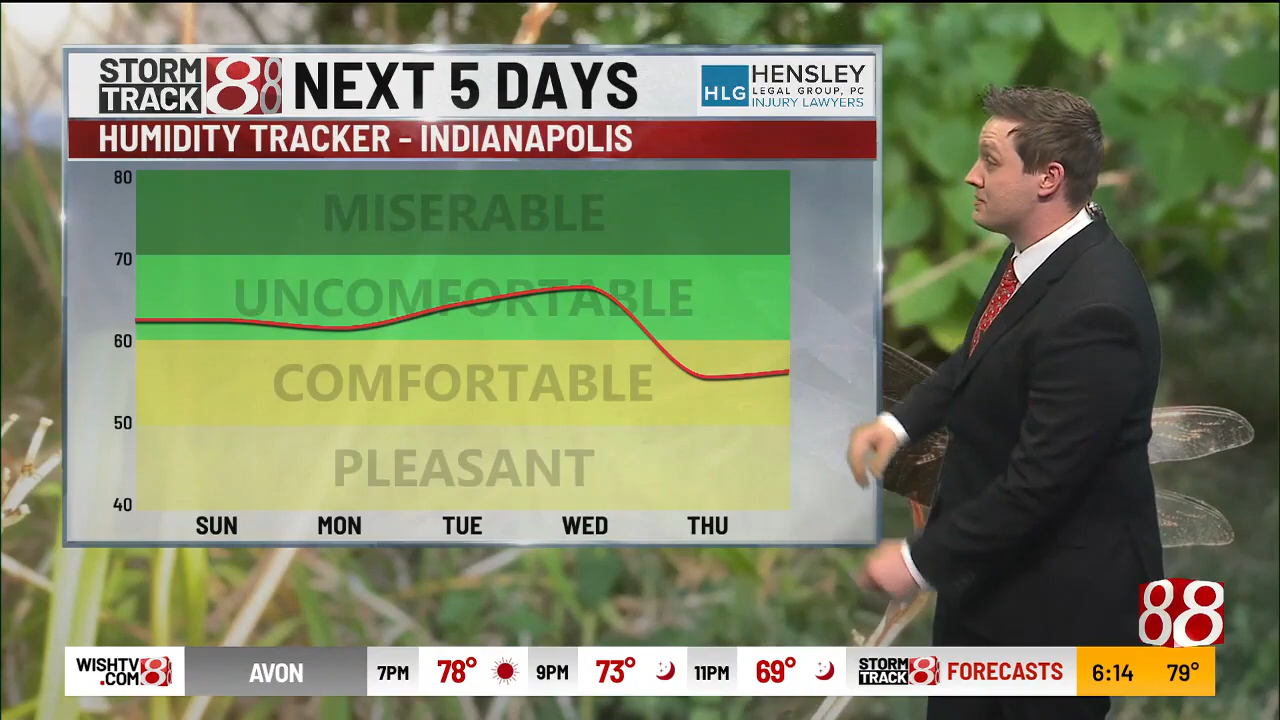 STORM
TRACK 8 8
NEXT 5 DAYS
HLG
HENSLEY
LEGAL GROUP, PC
INJURY LAWYERS
HUMIDITY TRACKER - INDIANAPOLIS
80
MISERABLE
70
UNCOMFORTABLE
60
COMFORTABLE
50
PLEASANT
40
SUN MON TUE WED THU
88
WISHTV
.COM 8
AVON
7PM 78° 9PM 73° 11PM 69°
STORM
TRACK 8
FORECASTS
6:14 79°